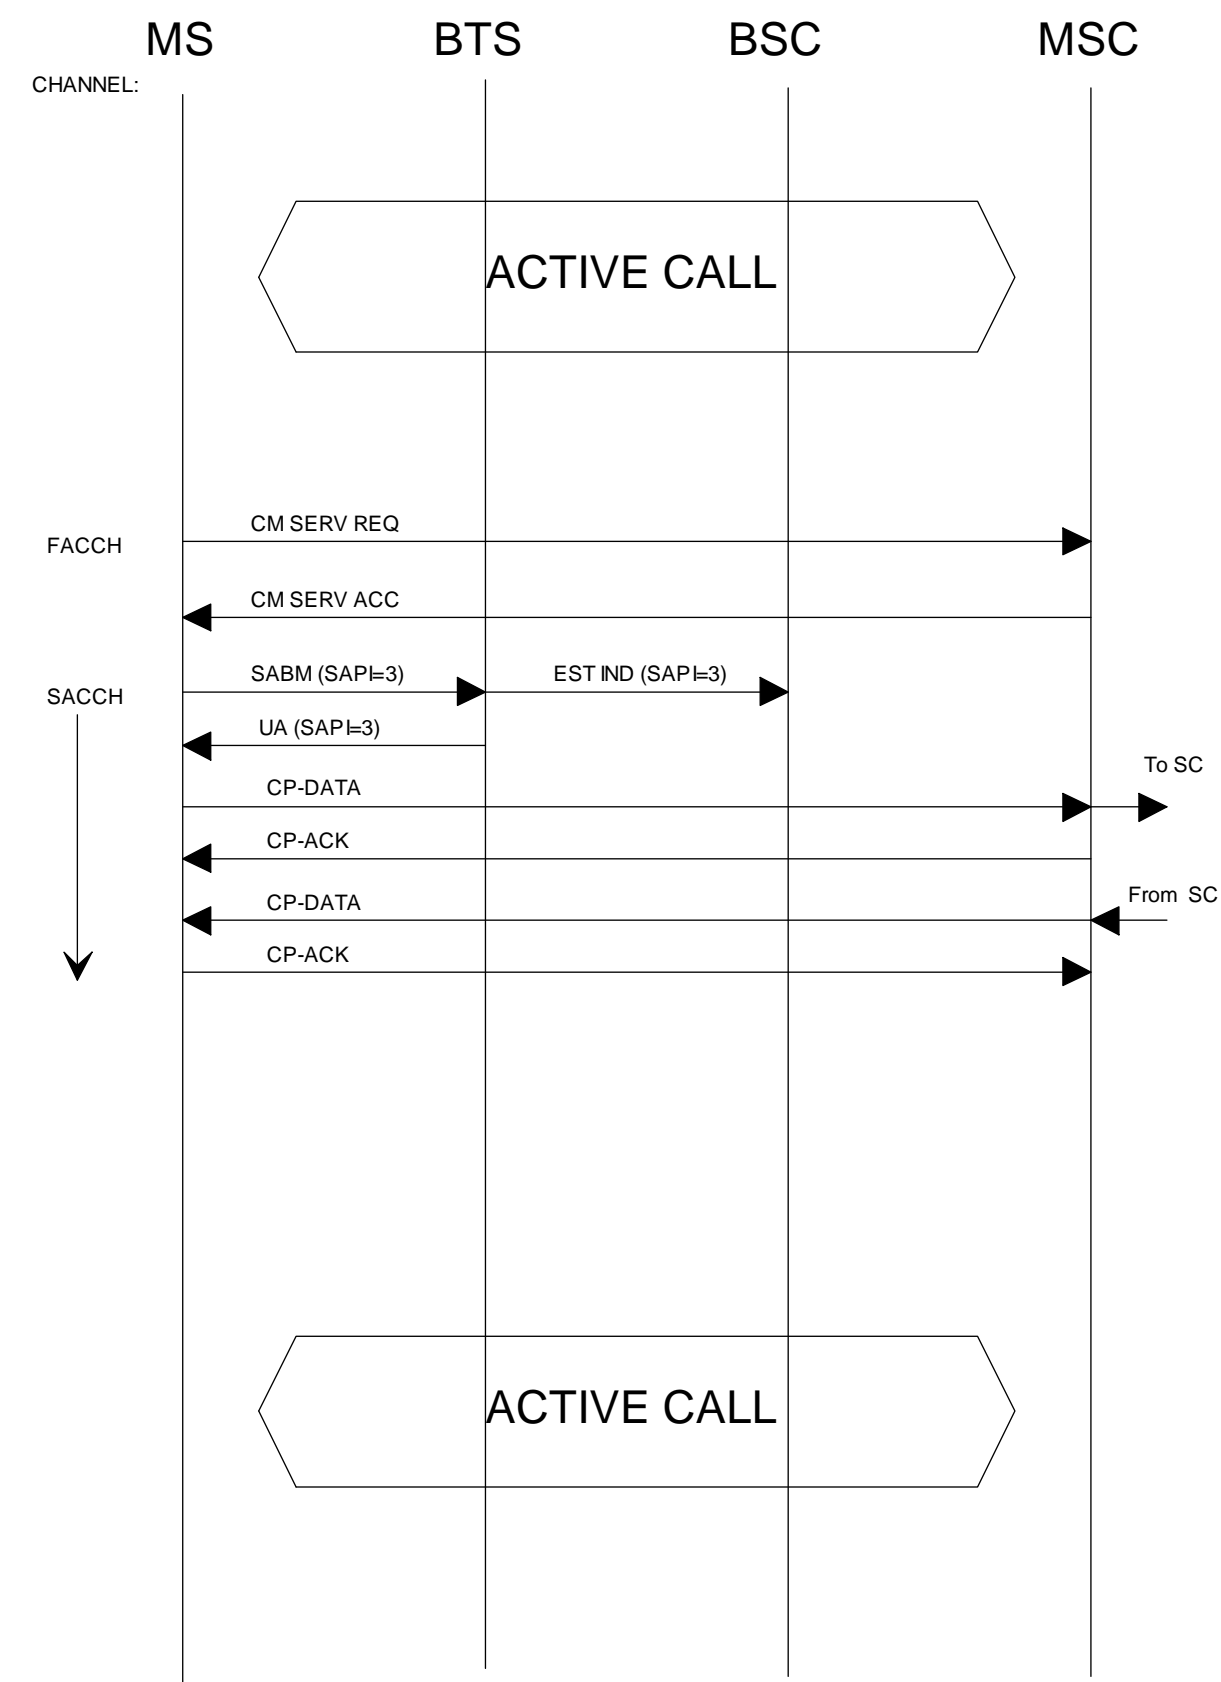 MS BTS BSC MSC
CHANNEL:
ACTIVE CALL
CM SERV REQ
FACCH
CM SERV ACC
SABM (SAPI=3) EST IND (SAPI=3)
SACCH
UA (SAPI=3)
To SC
CP-DATA
CP-ACK
From SC
CP-DATA
CP-ACK
ACTIVE CALL